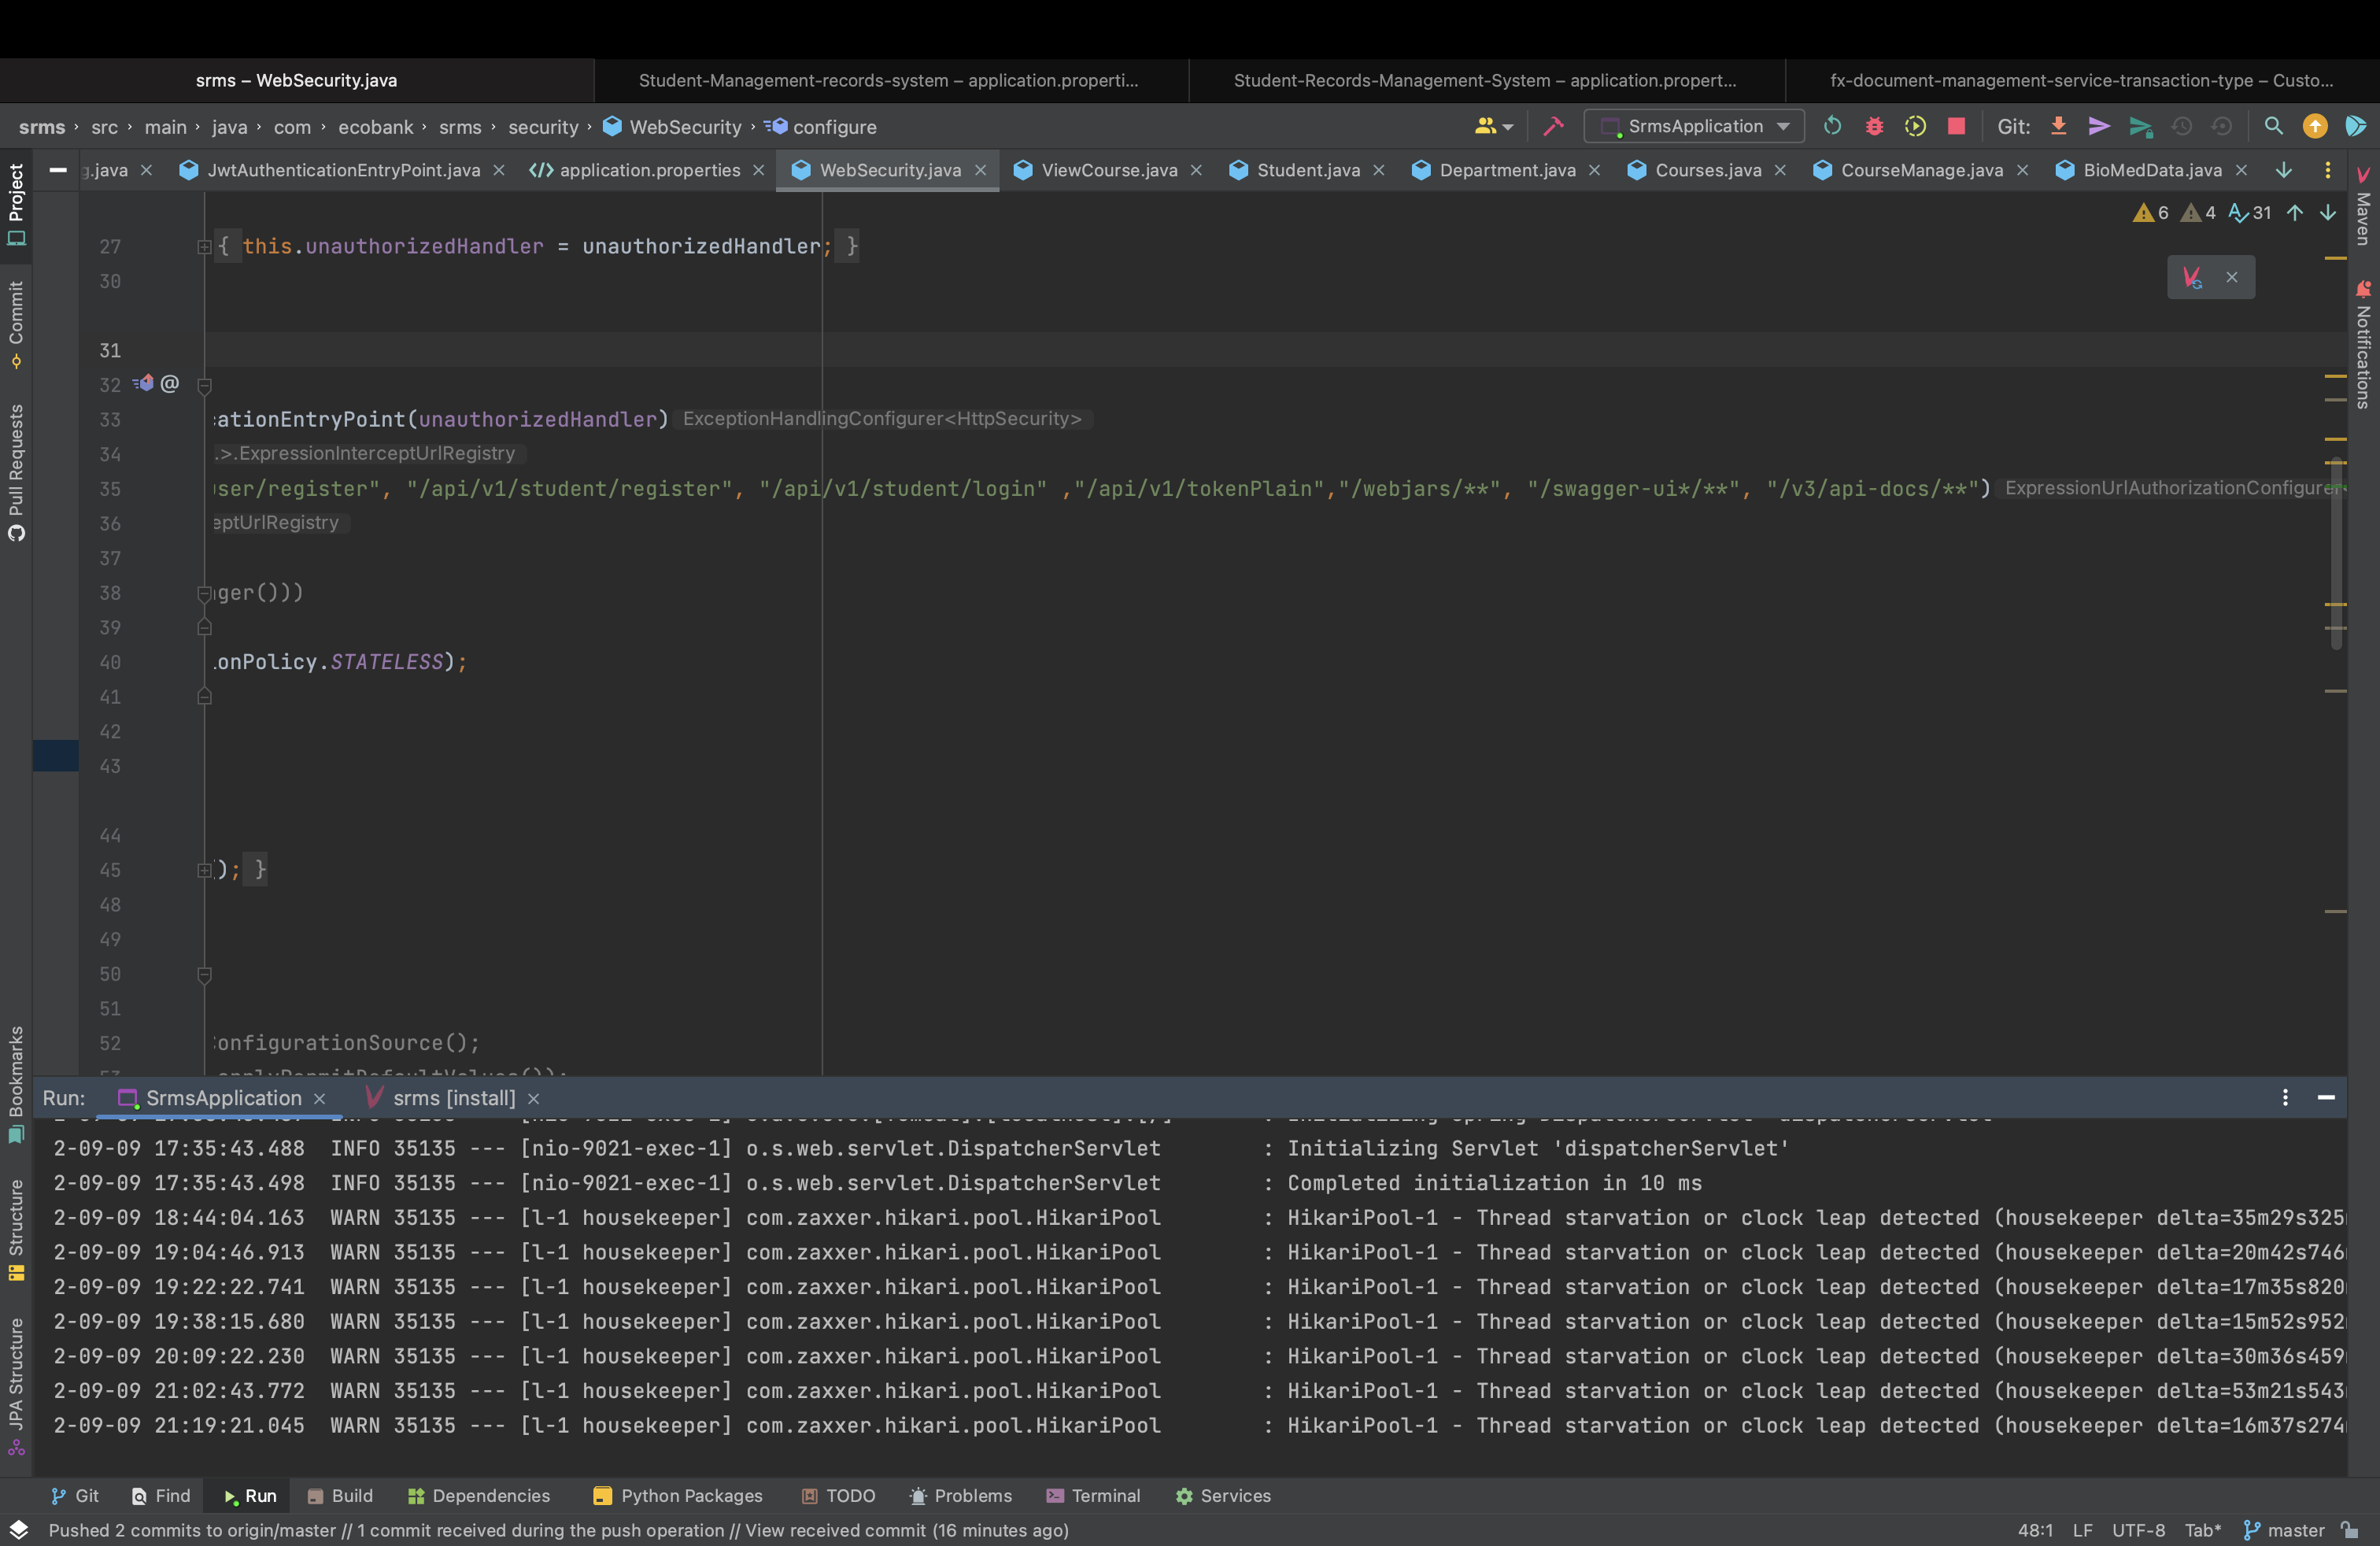 srms – WebSecurity.java
Student-Management-records-system – application.properti...
Student-Records-Management-System – application.propert...
fx-document-management-service-transaction-type – Custo...
srms › src › main › java › com › ecobank › srms › security › WebSecurity › configure
SrmsApplication
Git:
.java
JwtAuthenticationEntryPoint.java
application.properties
WebSecurity.java
ViewCourse.java
Student.java
Department.java
Courses.java
CourseManage.java
BioMedData.java
Project
Commit
Pull Requests
Bookmarks
Structure
JPA Structure
Maven
Notifications
6 4 31
27 { this.unauthorizedHandler = unauthorizedHandler; }
30
31
32 @
33 cationEntryPoint(unauthorizedHandler) ExceptionHandlingConfigurer<HttpSecurity>
34 .>.ExpressionInterceptUrlRegistry
35 ser/register", "/api/v1/student/register", "/api/v1/student/login" ,"/api/v1/tokenPlain","/webjars/**", "/swagger-ui*/**", "/v3/api-docs/**") ExpressionUrlAuthorizationConfigurer<
36 eptUrlRegistry
37
38 ger()))
39
40 onPolicy.STATELESS);
41
42
43
44
45 ); }
48
49
50
51
52 onfigurationSource();
Run: SrmsApplication srms [install]
2-09-09 17:35:43.488 INFO 35135 --- [nio-9021-exec-1] o.s.web.servlet.DispatcherServlet : Initializing Servlet 'dispatcherServlet'
2-09-09 17:35:43.498 INFO 35135 --- [nio-9021-exec-1] o.s.web.servlet.DispatcherServlet : Completed initialization in 10 ms
2-09-09 18:44:04.163 WARN 35135 --- [l-1 housekeeper] com.zaxxer.hikari.pool.HikariPool : HikariPool-1 - Thread starvation or clock leap detected (housekeeper delta=35m29s325
2-09-09 19:04:46.913 WARN 35135 --- [l-1 housekeeper] com.zaxxer.hikari.pool.HikariPool : HikariPool-1 - Thread starvation or clock leap detected (housekeeper delta=20m42s746
2-09-09 19:22:22.741 WARN 35135 --- [l-1 housekeeper] com.zaxxer.hikari.pool.HikariPool : HikariPool-1 - Thread starvation or clock leap detected (housekeeper delta=17m35s820
2-09-09 19:38:15.680 WARN 35135 --- [l-1 housekeeper] com.zaxxer.hikari.pool.HikariPool : HikariPool-1 - Thread starvation or clock leap detected (housekeeper delta=15m52s952
2-09-09 20:09:22.230 WARN 35135 --- [l-1 housekeeper] com.zaxxer.hikari.pool.HikariPool : HikariPool-1 - Thread starvation or clock leap detected (housekeeper delta=30m36s459
2-09-09 21:02:43.772 WARN 35135 --- [l-1 housekeeper] com.zaxxer.hikari.pool.HikariPool : HikariPool-1 - Thread starvation or clock leap detected (housekeeper delta=53m21s543
2-09-09 21:19:21.045 WARN 35135 --- [l-1 housekeeper] com.zaxxer.hikari.pool.HikariPool : HikariPool-1 - Thread starvation or clock leap detected (housekeeper delta=16m37s274
Git Find Run Build Dependencies Python Packages TODO Problems Terminal Services
Pushed 2 commits to origin/master // 1 commit received during the push operation // View received commit (16 minutes ago)
48:1 LF UTF-8 Tab* master